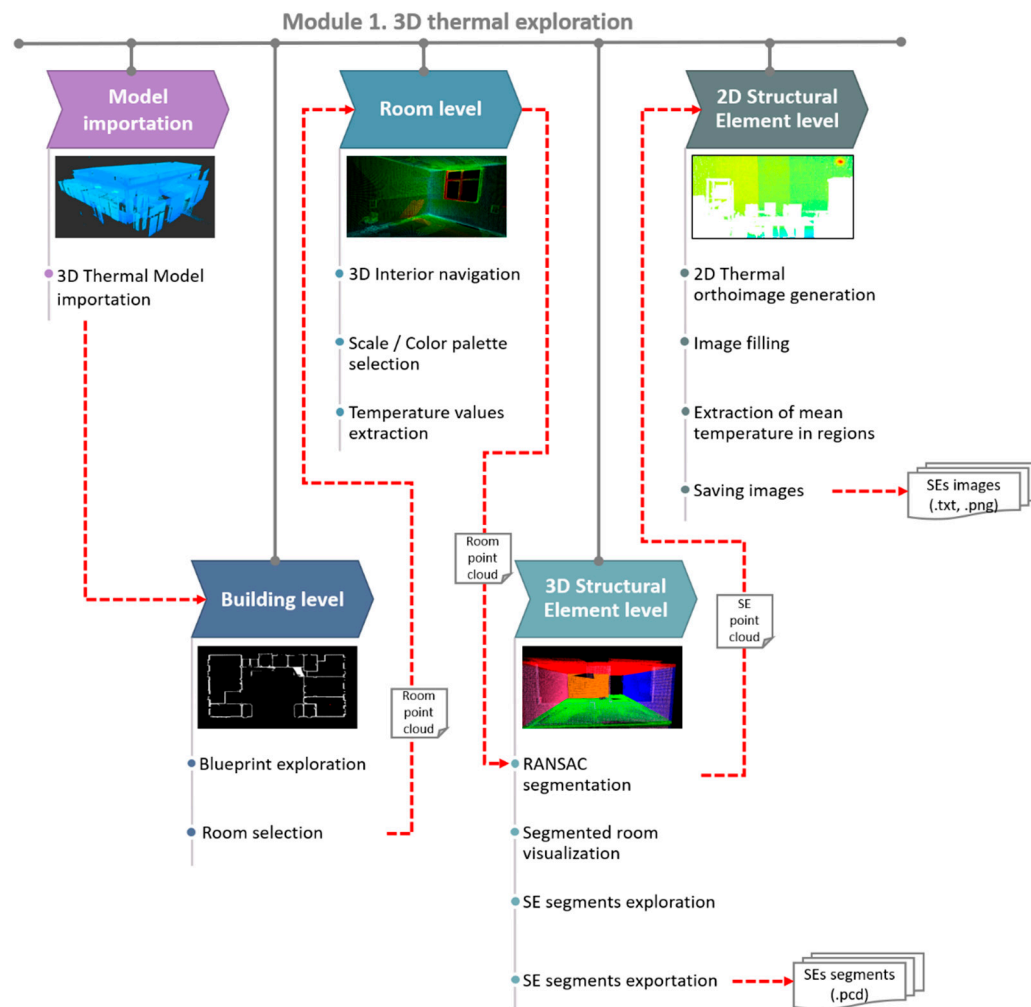 Module 1. 3D thermal exploration
Model
importation
3D Thermal Model
importation
Room level
3D Interior navigation
Scale / Color palette
selection
Temperature values
extraction
2D Structural
Element level
2D Thermal
orthoimage generation
Image filling
Extraction of mean
temperature in regions
Saving images
SEs images
(.txt, .png)
Building level
Blueprint exploration
Room selection
Room
point
cloud
Room
point
cloud
3D Structural
Element level
RANSAC
segmentation
Segmented room
visualization
SE segments exploration
SE segments exportation
SE
point
cloud
SEs segments
(.pcd)